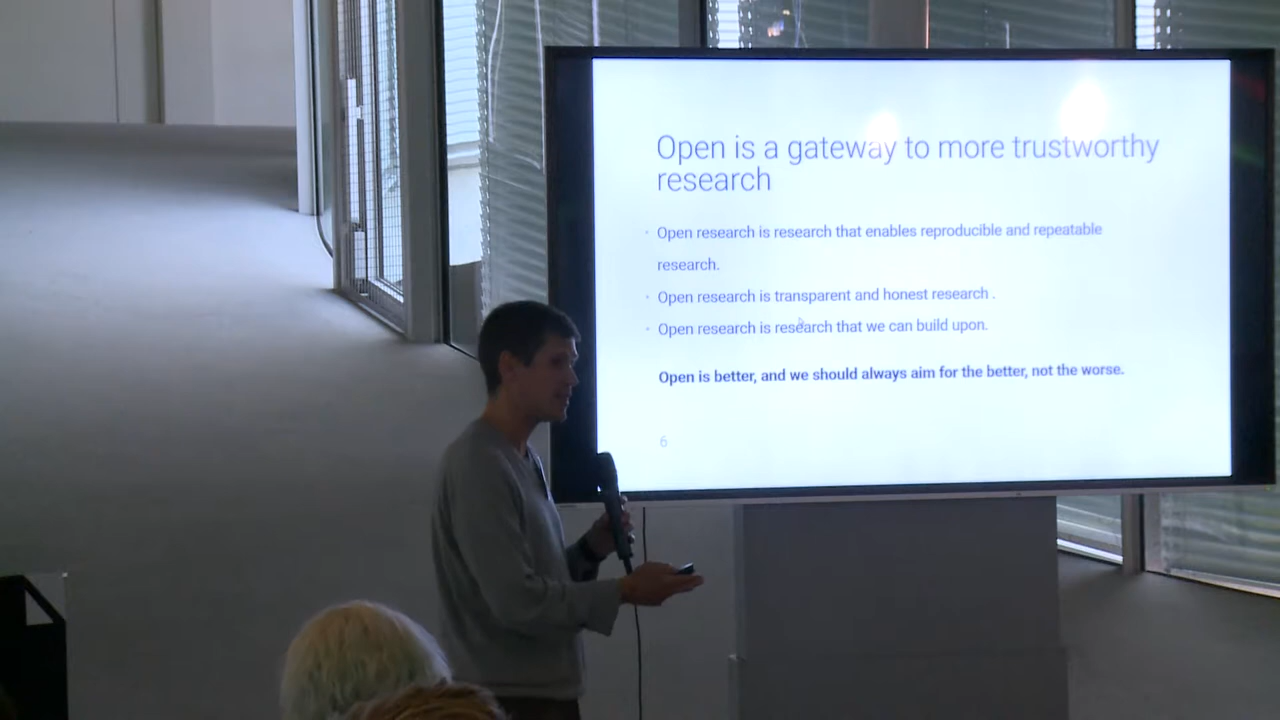 Open is a gateway to more trustworthy
research
Open research is research that enables reproducible and repeatable
research.
Open research is transparent and honest research .
Open research is research that we can build upon.
Open is better, and we should always aim for the better, not the worse.
6